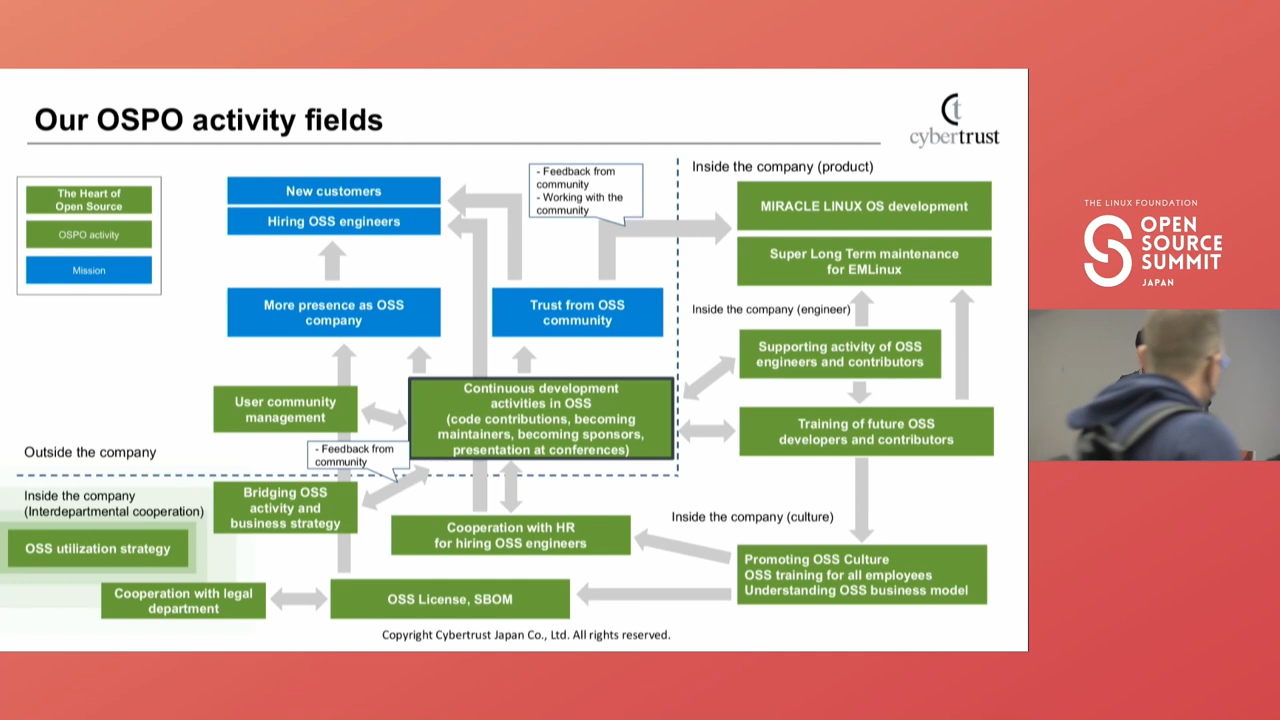 Our OSPO activity fields
cybertrust
The Heart of
Open Source
OSPO activity
Mission
New customers
Hiring OSS engineers
- Feedback from
community
- Working with the
community
Inside the company (product)
MIRACLE LINUX OS development
Super Long Term maintenance
for EMLinux
More presence as OSS
company
Trust from OSS
community
Inside the company (engineer)
Supporting activity of OSS
engineers and contributors
User community
management
Continuous development
activities in OSS
(code contributions, becoming
maintainers, becoming sponsors,
presentation at conferences)
Training of future OSS
developers and contributors
Outside the company
- Feedback from
community
Inside the company
(Interdepartmental cooperation)
Bridging OSS
activity and
business strategy
OSS utilization strategy
Cooperation with HR
for hiring OSS engineers
Inside the company (culture)
Promoting OSS Culture
OSS training for all employees
Understanding OSS business model
Cooperation with legal
department
OSS License, SBOM
Copyright Cybertrust Japan Co., Ltd. All rights reserved.
THE LINUX FOUNDATION
OPEN
SOURCE
SUMMIT
JAPAN